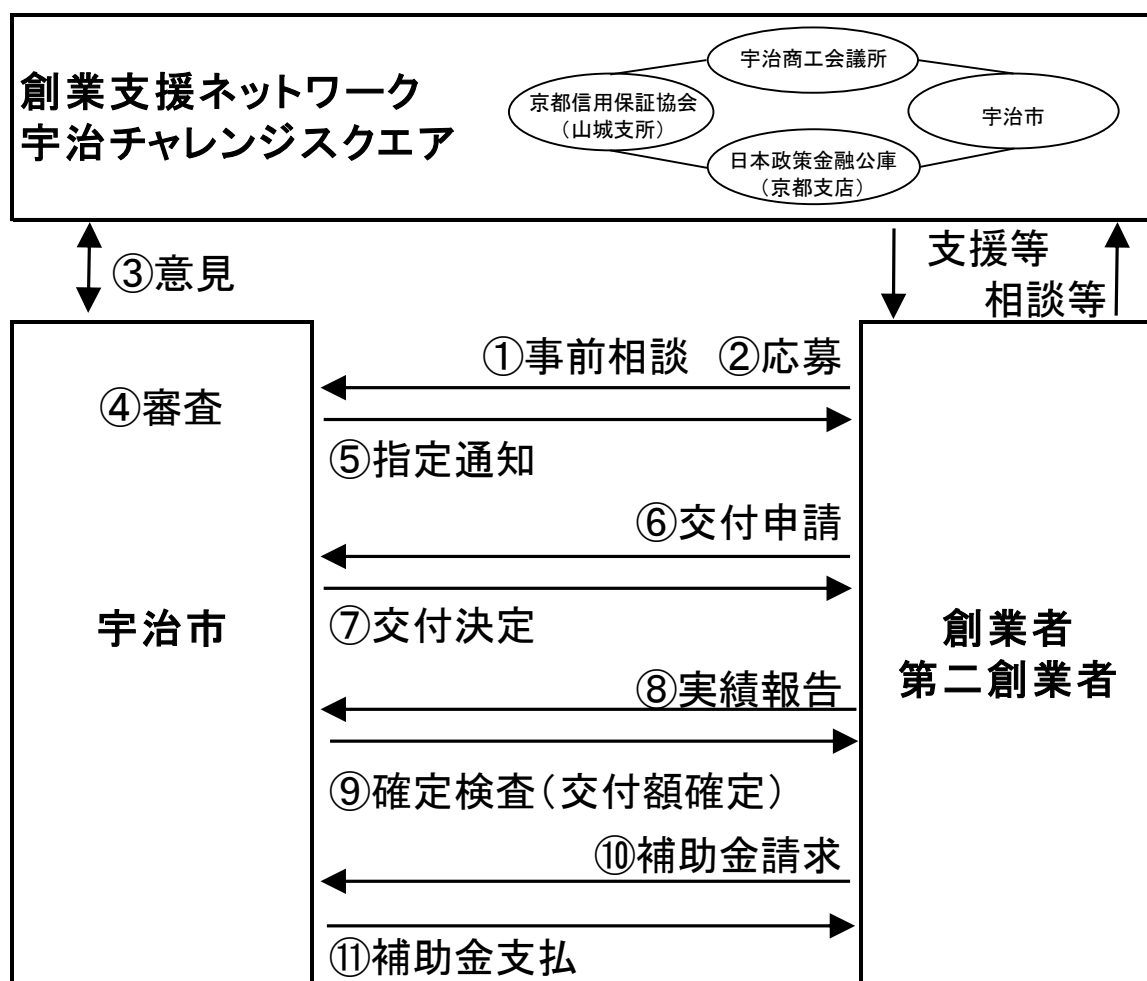 創業支援ネットワーク
宇治チャレンジスクエア
宇治商工会議所
京都信用保証協会
（山城支所）
宇治市
日本政策金融公庫
（京都支店）
③意見
支援等
相談等
①事前相談 ②応募
④審査
⑤指定通知
⑥交付申請
宇治市
⑦交付決定
創業者
第二創業者
⑧実績報告
⑨確定検査（交付額確定）
⑩補助金請求
⑪補助金支払